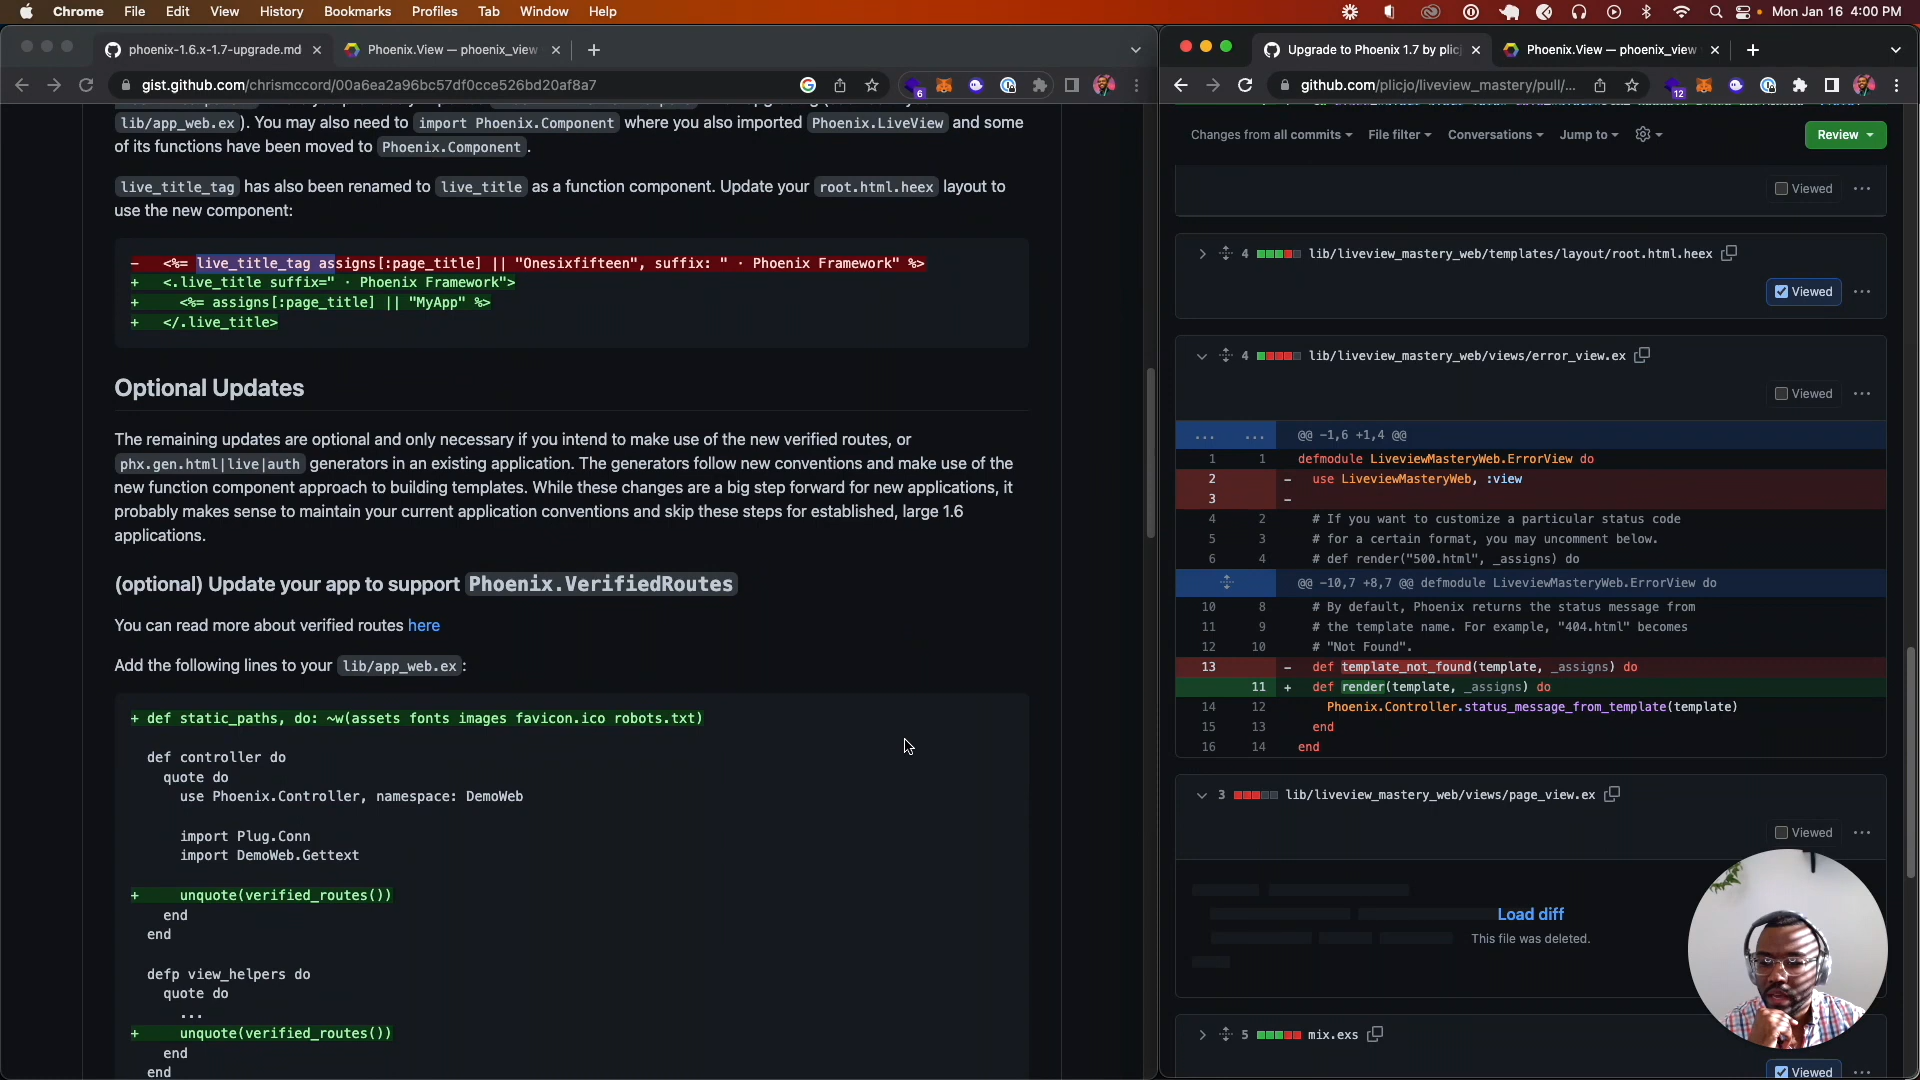 Chrome File Edit View History Bookmarks Profiles Tab Window Help
Mon Jan 16 4:00 PM
phoenix-1.6.x-1.7-upgrade.md
Phoenix.View — phoenix_view
gist.github.com/chrismccord/00a6ea2a96bc57df0cce526bd20af8a7
6
lib/app_web.ex ). You may also need to import Phoenix.Component where you also imported Phoenix.LiveView and some
of its functions have been moved to Phoenix.Component .
live_title_tag has also been renamed to live_title as a function component. Update your root.html.heex layout to
use the new component:
- <%= live_title_tag assigns[:page_title] || "Onesixfifteen", suffix: " · Phoenix Framework" %>
+ <.live_title suffix=" · Phoenix Framework">
+ <%= assigns[:page_title] || "MyApp" %>
+ </.live_title>
Optional Updates
The remaining updates are optional and only necessary if you intend to make use of the new verified routes, or
phx.gen.html|live|auth generators in an existing application. The generators follow new conventions and make use of the
new function component approach to building templates. While these changes are a big step forward for new applications, it
probably makes sense to maintain your current application conventions and skip these steps for established, large 1.6
applications.
(optional) Update your app to support Phoenix.VerifiedRoutes
You can read more about verified routes here
Add the following lines to your lib/app_web.ex :
+ def static_paths, do: ~w(assets fonts images favicon.ico robots.txt)
def controller do
quote do
use Phoenix.Controller, namespace: DemoWeb
import Plug.Conn
import DemoWeb.Gettext
+ unquote(verified_routes())
end
end
defp view_helpers do
quote do
...
+ unquote(verified_routes())
end
end
Upgrade to Phoenix 1.7 by plicj
Phoenix.View — phoenix_view
github.com/plicjo/liveview_mastery/pull/...
12
Changes from all commits File filter Conversations Jump to
Review
Viewed ...
4 lib/liveview_mastery_web/templates/layout/root.html.heex
Viewed ...
4 lib/liveview_mastery_web/views/error_view.ex
Viewed ...
... ... @@ -1,6 +1,4 @@
1 1 defmodule LiveviewMasteryWeb.ErrorView do
2 - use LiveviewMasteryWeb, :view
3 -
4 2 # If you want to customize a particular status code
5 3 # for a certain format, you may uncomment below.
6 4 # def render("500.html", _assigns) do
@@ -10,7 +8,7 @@ defmodule LiveviewMasteryWeb.ErrorView do
10 8 # By default, Phoenix returns the status message from
11 9 # the template name. For example, "404.html" becomes
12 10 # "Not Found".
13 - def template_not_found(template, _assigns) do
11 + def render(template, _assigns) do
14 12 Phoenix.Controller.status_message_from_template(template)
15 13 end
16 14 end
3 lib/liveview_mastery_web/views/page_view.ex
Viewed ...
Load diff
This file was deleted.
5 mix.exs
Viewed ...